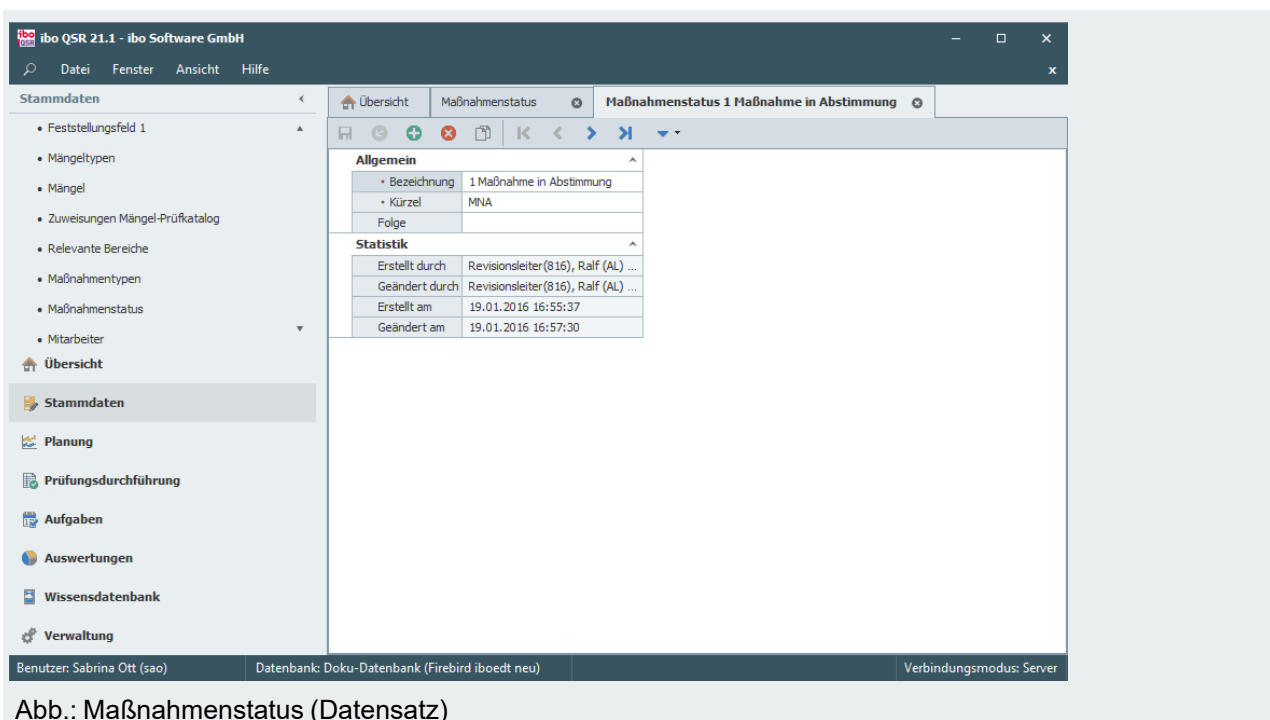 ibo QSR 21.1 - ibo Software GmbH
Datei Fenster Ansicht Hilfe x
Stammdaten
• Feststellungsfeld 1
• Mängeltypen
• Mängel
• Zuweisungen Mängel-Prüfkatalog
• Relevante Bereiche
• Maßnahmentypen
• Maßnahmenstatus
• Mitarbeiter
Übersicht
Stammdaten
Planung
Prüfungsdurchführung
Aufgaben
Auswertungen
Wissensdatenbank
Verwaltung
Übersicht Maßnahmenstatus Maßnahmenstatus 1 Maßnahme in Abstimmung
Allgemein
• Bezeichnung 1 Maßnahme in Abstimmung
• Kürzel MNA
Folge
Statistik
Erstellt durch Revisionsleiter(816), Ralf (AL) ...
Geändert durch Revisionsleiter(816), Ralf (AL) ...
Erstellt am 19.01.2016 16:55:37
Geändert am 19.01.2016 16:57:30
Benutzer: Sabrina Ott (sao) Datenbank: Doku-Datenbank (Firebird iboedt neu) Verbindungsmodus: Server
Abb.: Maßnahmenstatus (Datensatz)